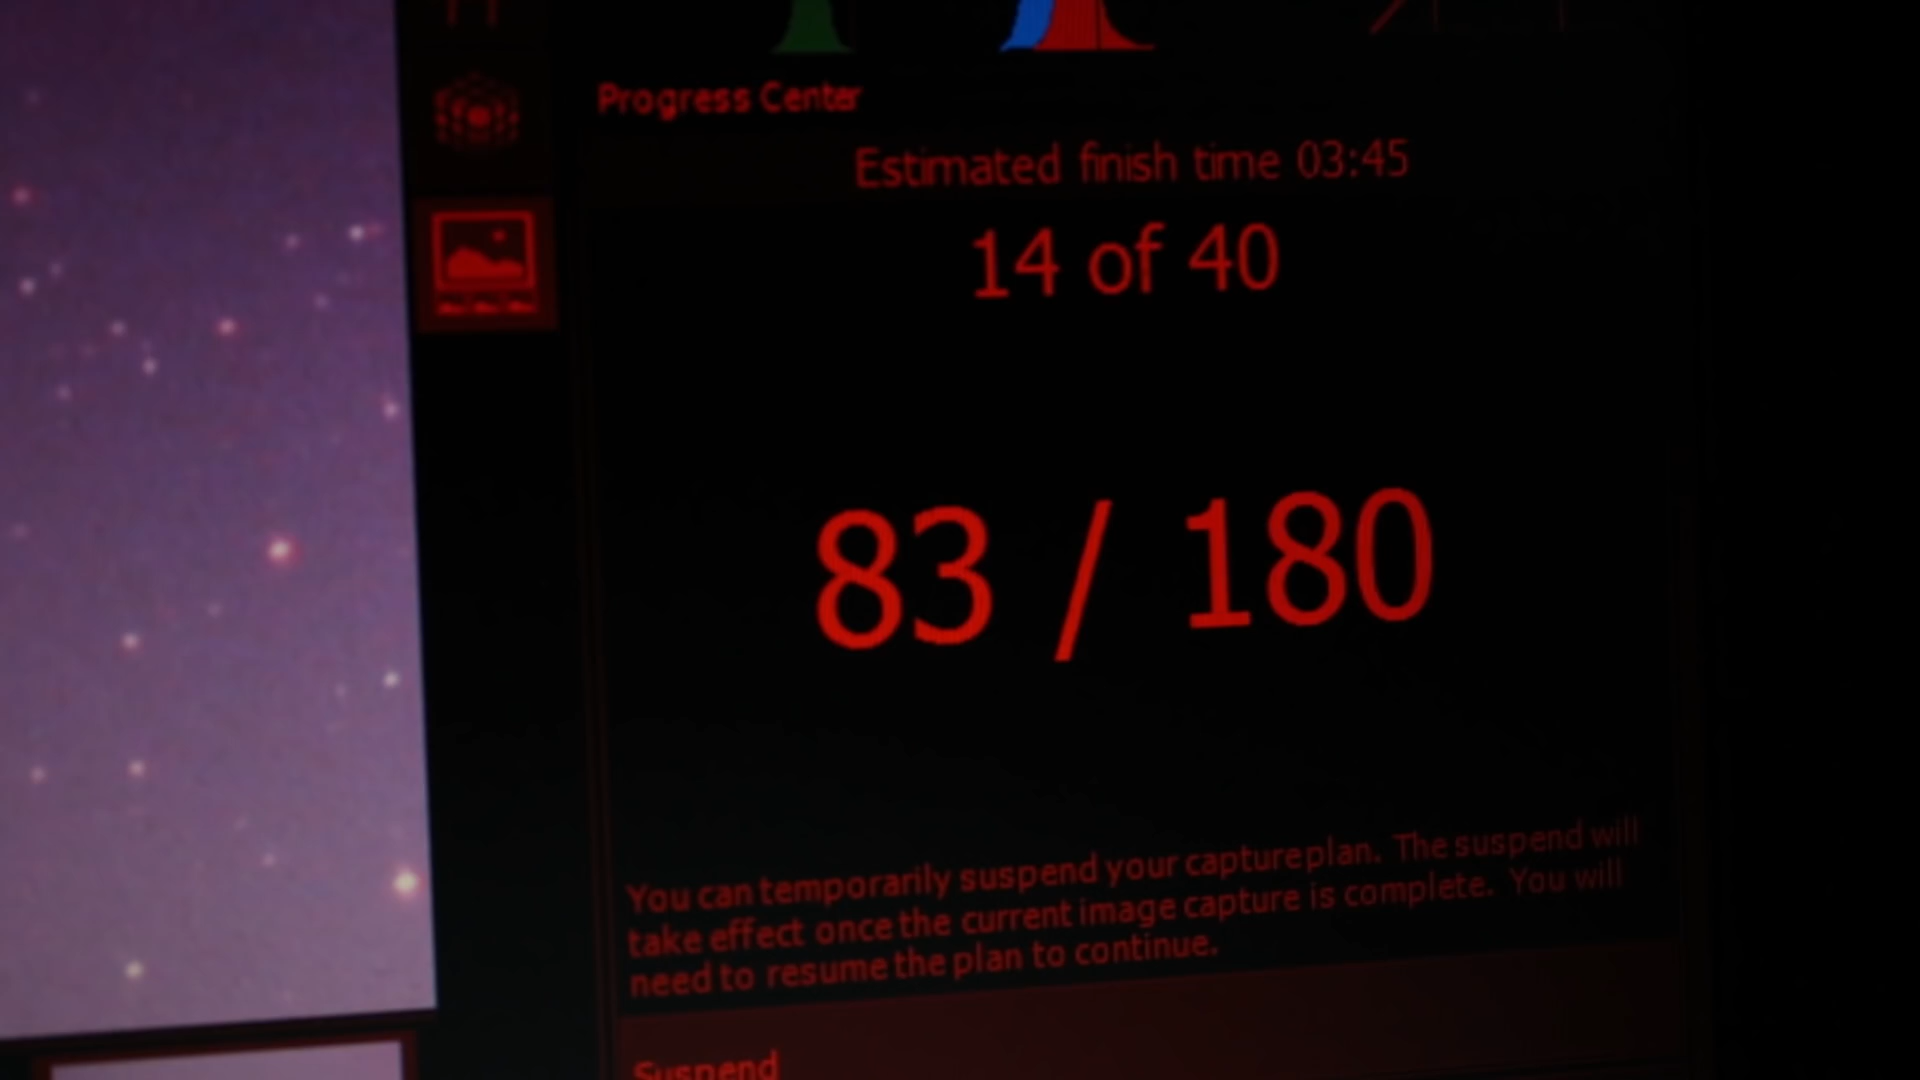 Progress Center
Estimated finish time 03:45
14 of 40
83 / 180
You can temporarily suspend your capture plan. The suspend will
take effect once the current image capture is complete. You will
need to resume the plan to continue.
Suspend